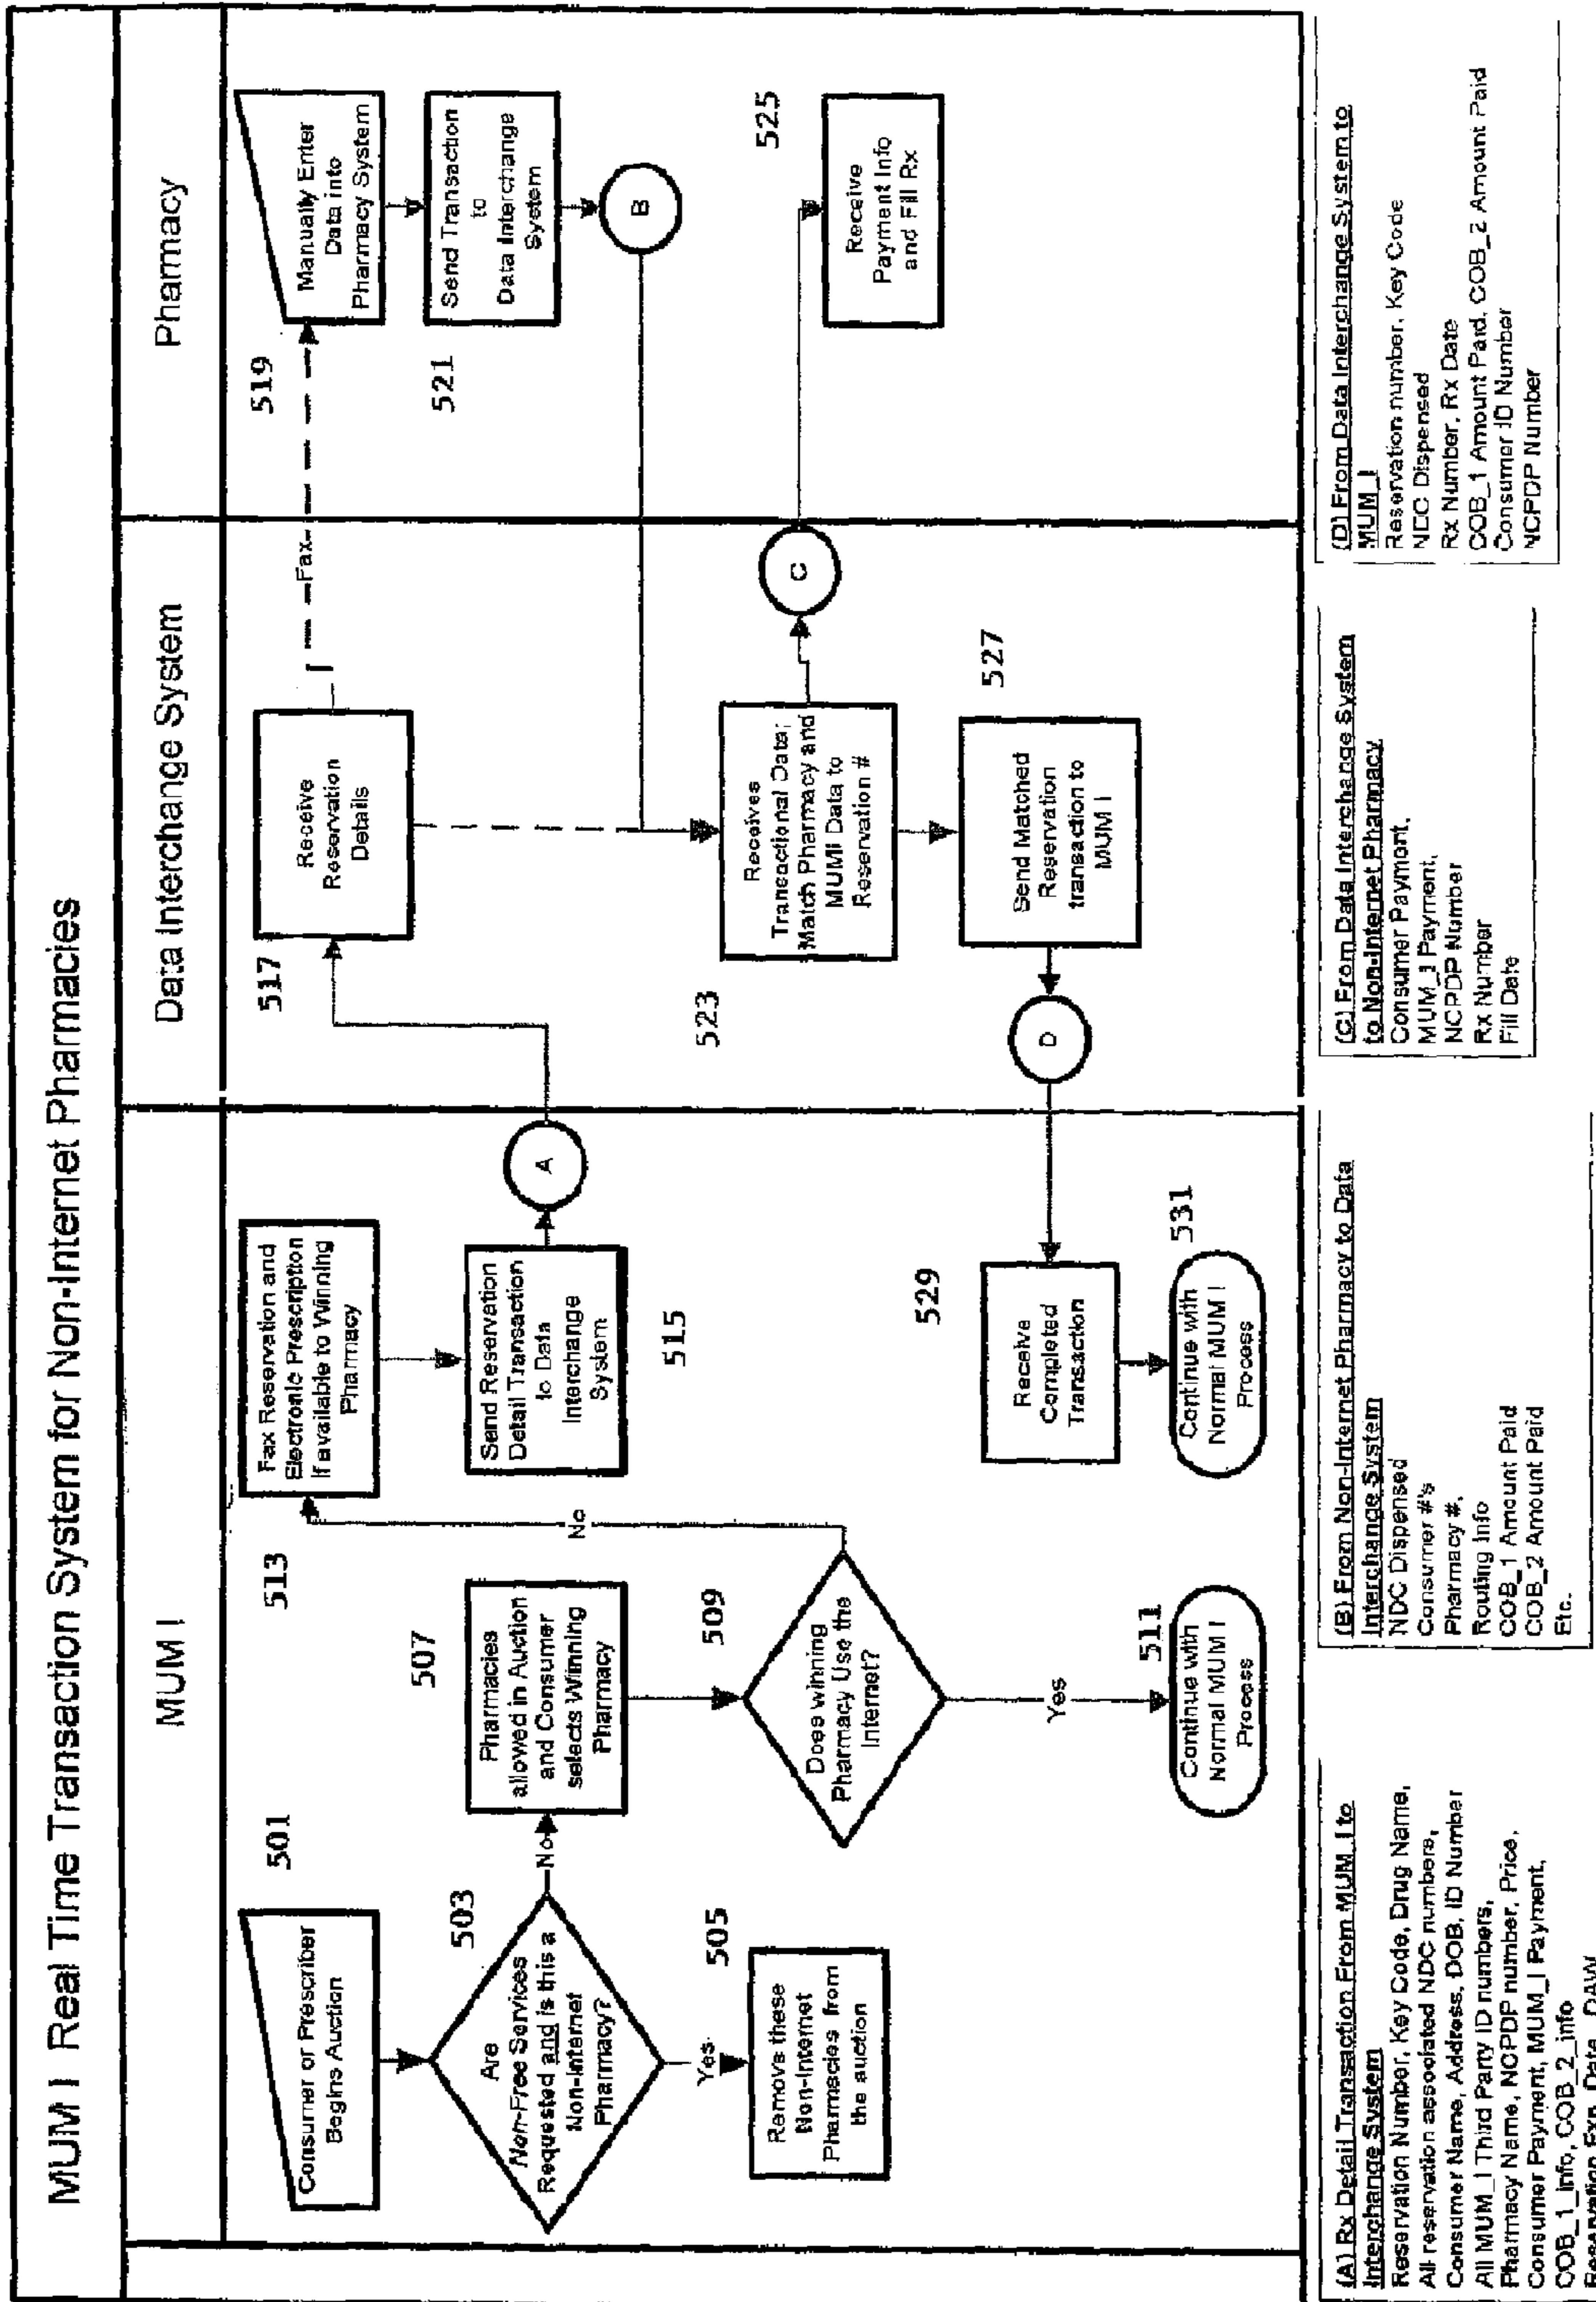 MUM I Real Time Transaction System for Non-Internet Pharmacies
MUM I
Data Interchange System
Pharmacy
501
Consumer or Prescriber
Begins Auction
503
Are
Non-Free Services
Requested and is this a
Non-Internet
Pharmacy?
No
Yes
505
Remove these
Non-Internet
Pharmacies from
the auction
507
Pharmacies
allowed in Auction
and Consumer
selects Winning
Pharmacy
509
Does winning
Pharmacy Use the
Internet?
No
Yes
511
Continue with
Normal MUM I
Process
513
Fax Reservation and
Electronic Prescription
If available to Winning
Pharmacy
Send Reservation
Detail Transaction
to Data
Interchange
System
515
A
517
Receive
Reservation
Details
Fax
519
Manually Enter
Data into
Pharmacy System
521
Send Transaction
to
Data Interchange
System
B
523
Receives
Transactional Data;
Match Pharmacy and
MUMI Data to
Reservation #
C
525
Receive
Payment Info
and Fill Rx
527
Send Matched
Reservation
transaction to
MUM I
D
529
Receive
Completed
Transaction
531
Continue with
Normal MUM I
Process
(A) Rx Detail Transaction From MUM_I to
Interchange System
Reservation Number, Key Code, Drug Name,
All reservation associated NDC numbers,
Consumer Name, Address, DOB, ID Number
All MUM_I Third Party ID numbers,
Pharmacy Name, NCPDP number, Price,
Consumer Payment, MUM_I Payment,
COB_1_Info, COB_2_Info
Reservation Exp. Date, DAW
(B) From Non-Internet Pharmacy to Data
Interchange System
NDC Dispensed
Consumer #'s
Pharmacy #,
Routing Info
COB_1 Amount Paid
COB_2 Amount Paid
Etc.
(C) From Data Interchange System
to Non-Internet Pharmacy
Consumer Payment,
MUM_I Payment,
NCPDP Number
Rx Number
Fill Date
(D) From Data Interchange System to
MUM_I
Reservation number, Key Code
NDC Dispensed
Rx Number, Rx Date
COB_1 Amount Paid, COB_2 Amount Paid
Consumer ID Number
NCPDP Number